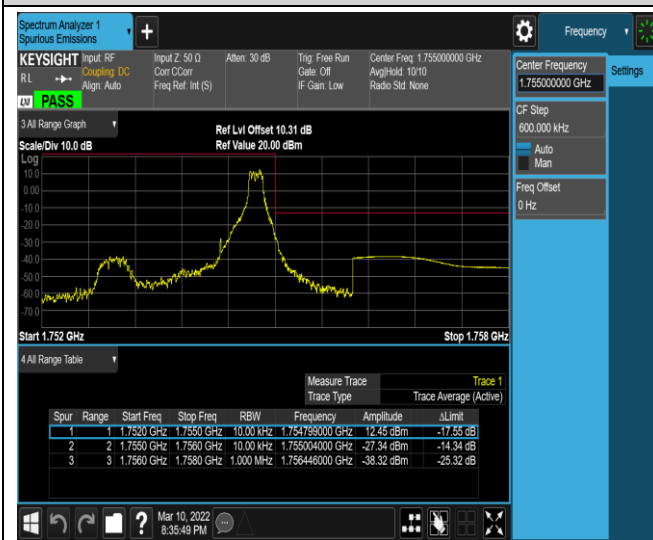 Spectrum Analyzer 1
Spurious Emissions
Frequency
KEYSIGHT Input: RF
RL
Coupling: DC
Align: Auto
Input Z: 50 Ω
Corr CCorr
Freq Ref: Int (S)
Atten: 30 dB
Trig: Free Run
Gate: Off
IF Gain: Low
Center Freq: 1.755000000 GHz
Avg|Hold: 10/10
Radio Std: None
LXI PASS
Center Frequency
1.755000000 GHz
Settings
CF Step
600.000 kHz
Auto
Man
Freq Offset
0 Hz
3 All Range Graph
Ref Lvl Offset 10.31 dB
Scale/Div 10.0 dB Ref Value 20.00 dBm
Log
10.0
0.00
-10.0
-20.0
-30.0
-40.0
-50.0
-60.0
-70.0
Start 1.752 GHz Stop 1.758 GHz
4 All Range Table
Measure Trace Trace 1
Trace Type Trace Average (Active)
Spur Range Start Freq Stop Freq RBW Frequency Amplitude ΔLimit
1 1 1.7520 GHz 1.7550 GHz 10.00 kHz 1.754799000 GHz 12.45 dBm -17.55 dB
2 2 1.7550 GHz 1.7560 GHz 10.00 kHz 1.755004000 GHz -27.34 dBm -14.34 dB
3 3 1.7560 GHz 1.7580 GHz 1.000 MHz 1.756446000 GHz -38.32 dBm -25.32 dB
Mar 10, 2022
8:35:49 PM